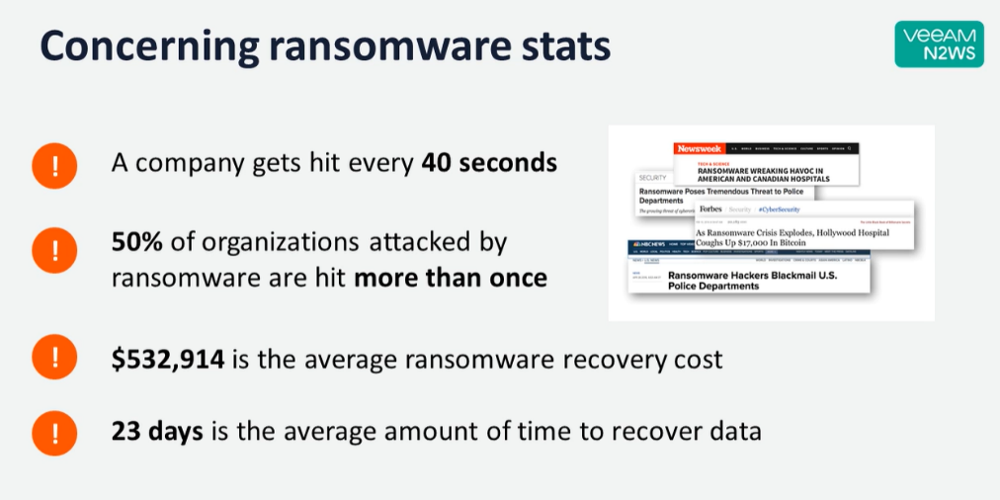 Concerning ransomware stats
veeAM
N2WS
! A company gets hit every 40 seconds
! 50% of organizations attacked by
ransomware are hit more than once
! $532,914 is the average ransomware recovery cost
! 23 days is the average amount of time to recover data
Newsweek
TECH & SCIENCE
RANSOMWARE WREAKING HAVOC IN
AMERICAN AND CANADIAN HOSPITALS
SECURITY
Ransomware Poses Tremendous Threat to Police
Departments
The growing threat of
Forbes Security #CyberSecurity
As Ransomware Crisis Explodes, Hollywood Hospital
Coughs Up $17,000 In Bitcoin
NBC NEWS HOME
Ransomware Hackers Blackmail U.S.
Police Departments